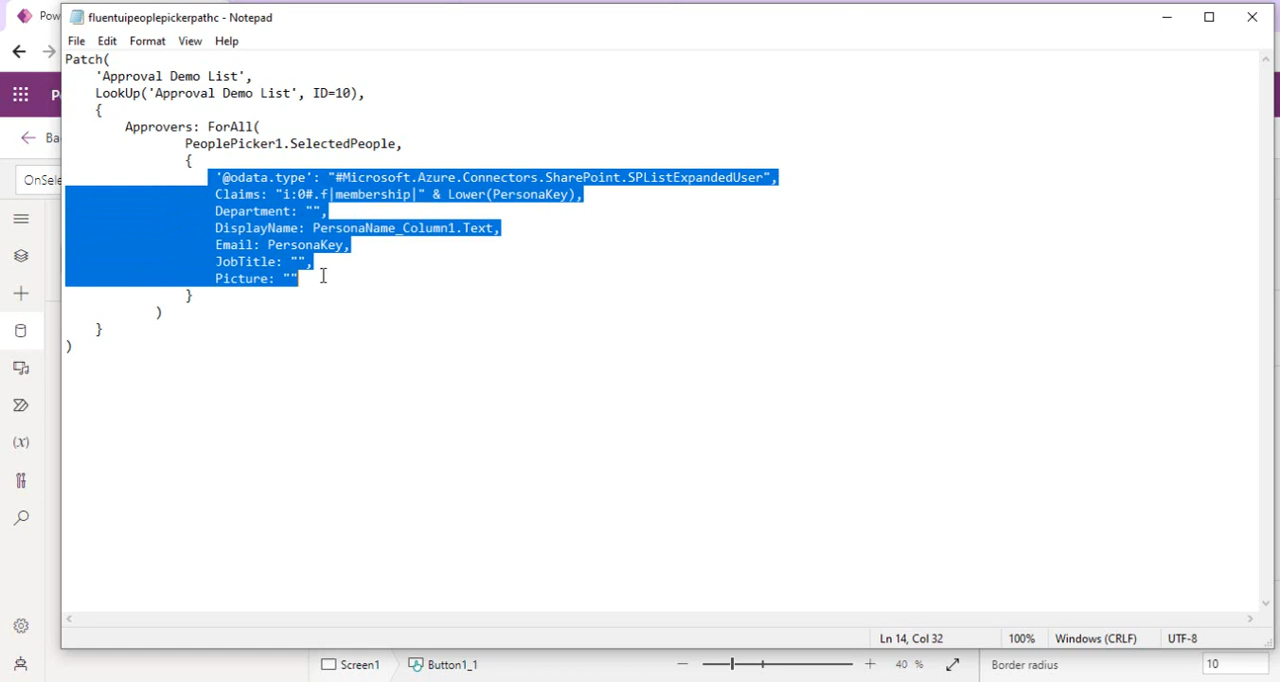 Pow
fluentuipeoplepickerpathc - Notepad
File Edit Format View Help
Patch(
'Approval Demo List',
LookUp('Approval Demo List', ID=10),
{
Approvers: ForAll(
PeoplePicker1.SelectedPeople,
{
'@odata.type': "#Microsoft.Azure.Connectors.SharePoint.SPListExpandedUser",
Claims: "i:0#.f|membership|" & Lower(PersonaKey),
Department: "",
DisplayName: PersonaName_Column1.Text,
Email: PersonaKey,
JobTitle: "",
Picture: ""
}
)
}
)
P
Ba
OnSele
(x)
Ln 14, Col 32 100% Windows (CRLF) UTF-8
Screen1 Button1_1 40 % Border radius 10